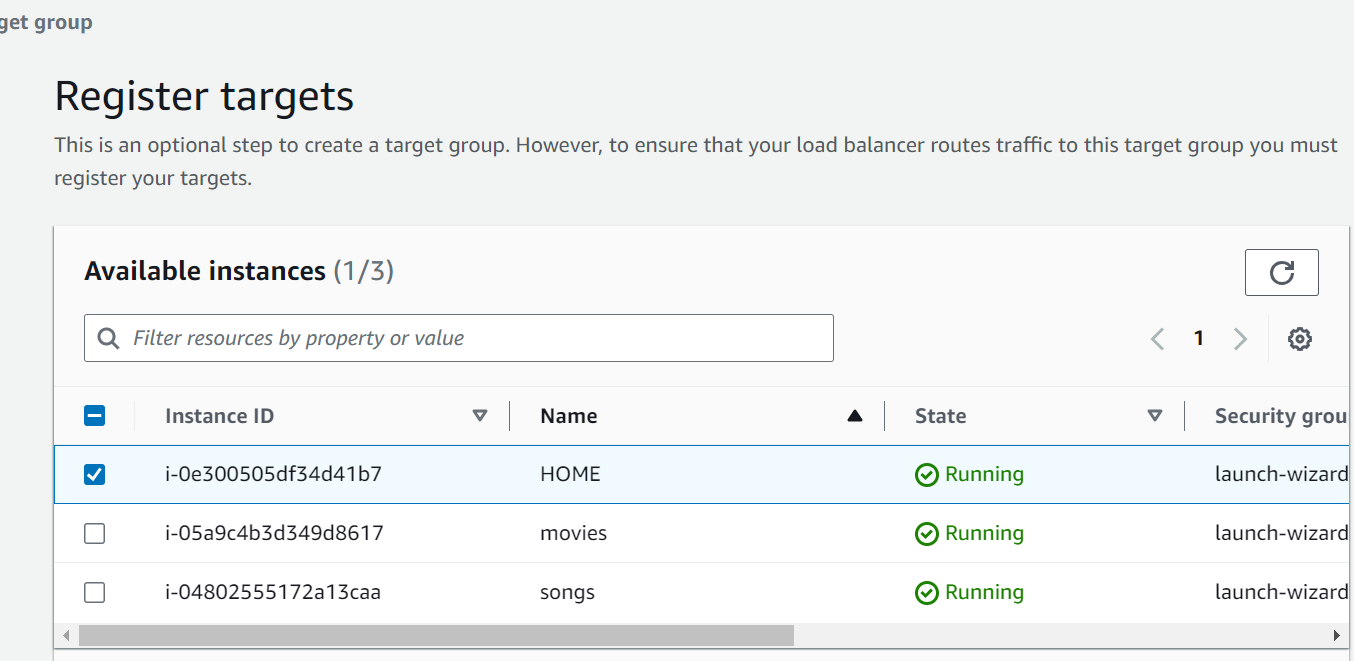 get group
Register targets
This is an optional step to create a target group. However, to ensure that your load balancer routes traffic to this target group you must
register your targets.
Available instances (1/3)
Filter resources by property or value
1
Instance ID Name State Security grou
i-0e300505df34d41b7 HOME Running launch-wizard
i-05a9c4b3d349d8617 movies Running launch-wizard
i-04802555172a13caa songs Running launch-wizard